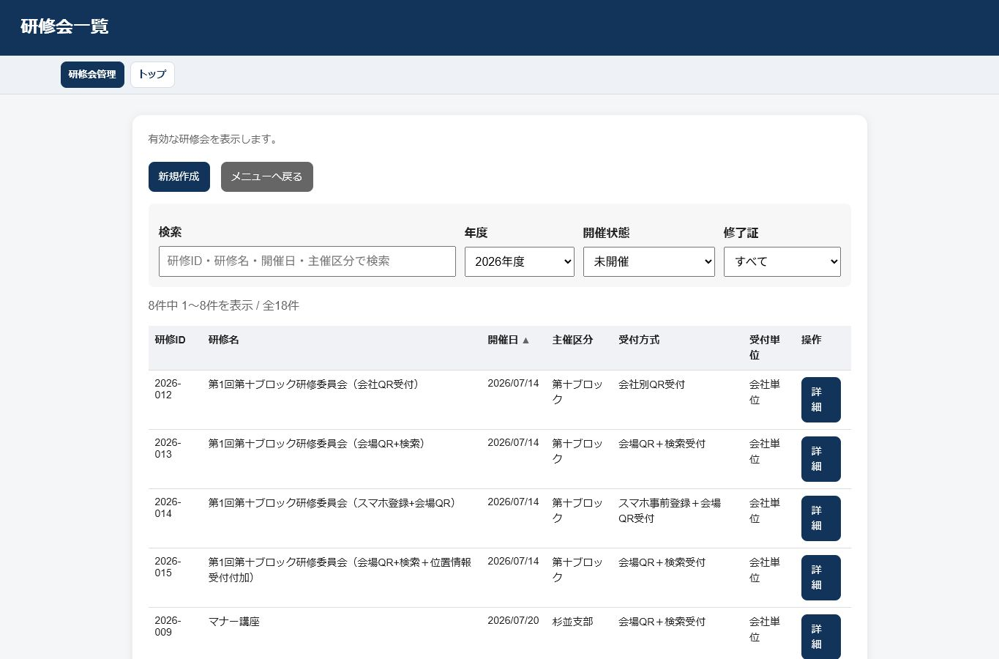 研修会一覧
研修会管理 トップ
有効な研修会を表示します。
新規作成 メニューへ戻る
検索 年度 開催状態 修了証
研修ID・研修名・開催日・主催区分で検索 2026年度 未開催 すべて
8件中 1～8件を表示 / 全18件
研修ID 研修名 開催日 ▲ 主催区分 受付方式 受付単位 操作
2026-012 第1回第十ブロック研修委員会（会社QR受付） 2026/07/14 第十ブロック 会社別QR受付 会社単位 詳細
2026-013 第1回第十ブロック研修委員会（会場QR+検索） 2026/07/14 第十ブロック 会場QR＋検索受付 会社単位 詳細
2026-014 第1回第十ブロック研修委員会（スマホ登録+会場QR） 2026/07/14 第十ブロック スマホ事前登録＋会場QR受付 会社単位 詳細
2026-015 第1回第十ブロック研修委員会（会場QR+検索＋位置情報受付付加） 2026/07/14 第十ブロック 会場QR＋検索受付 会社単位 詳細
2026-009 マナー講座 2026/07/20 杉並支部 会場QR＋検索受付 会社単位 詳細